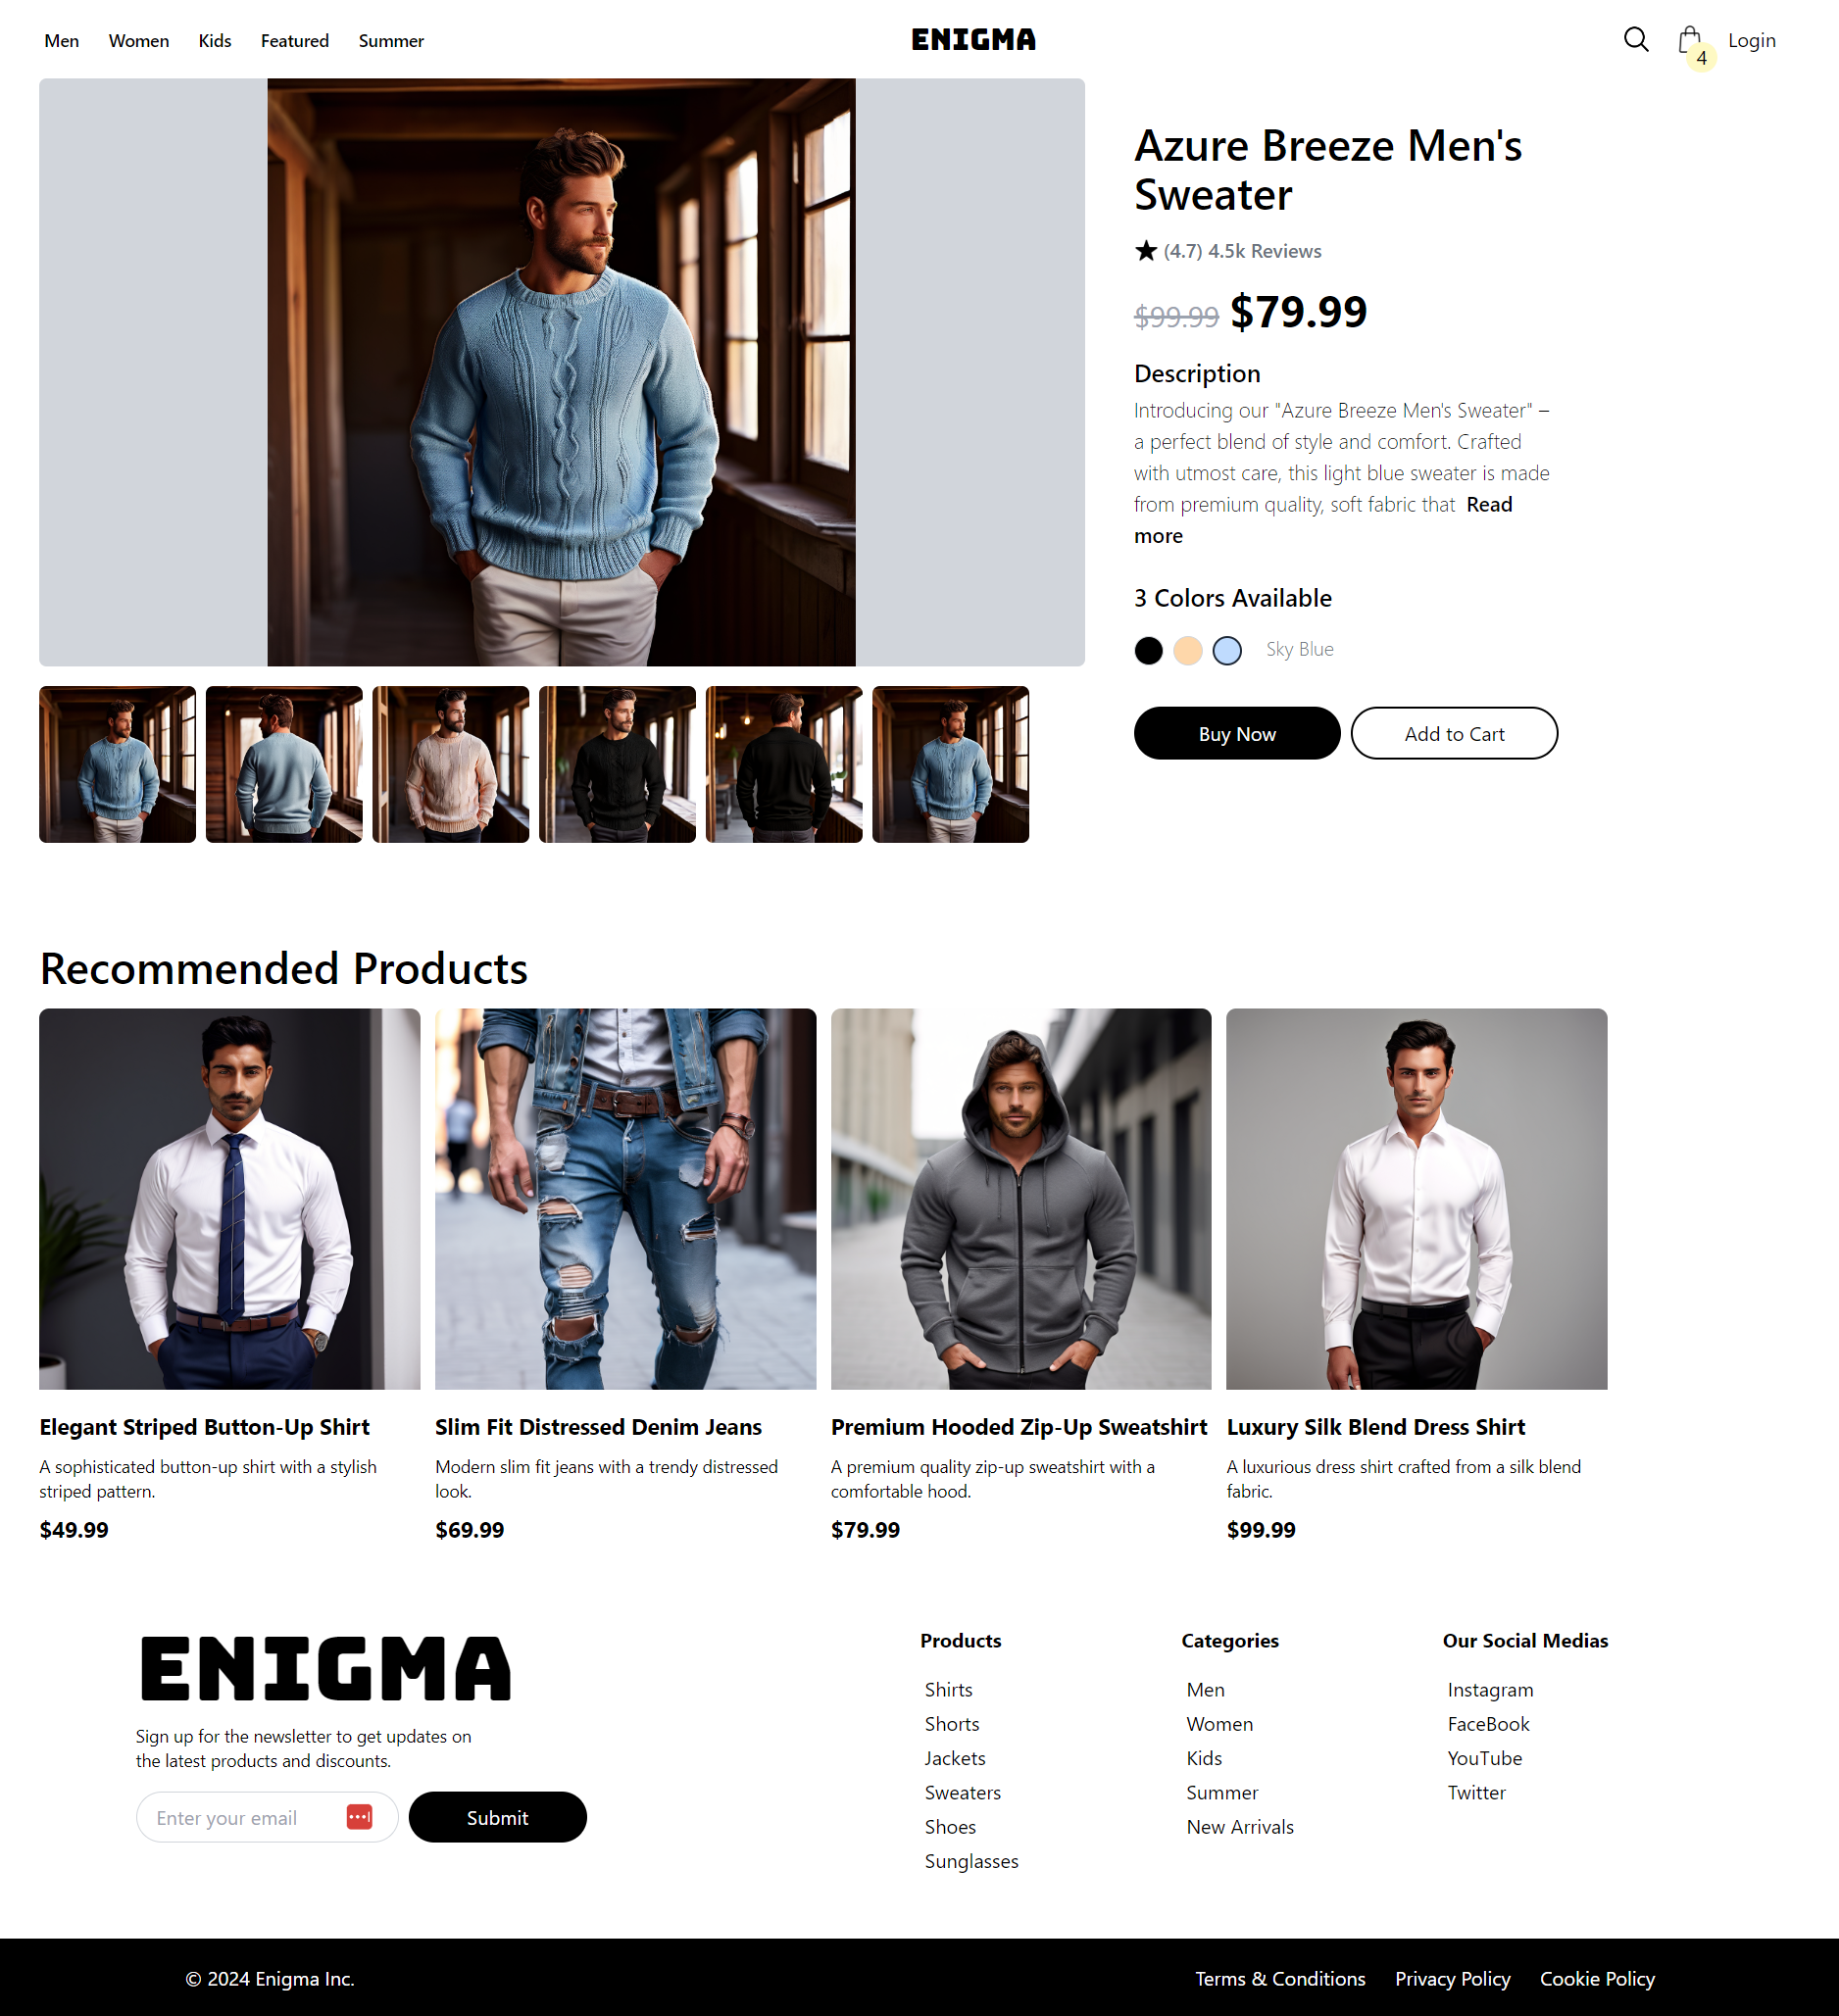 Men Women Kids Featured Summer
ENIGMA
4
Login
Azure Breeze Men's
Sweater
(4.7) 4.5k Reviews
$99.99 $79.99
Description
Introducing our "Azure Breeze Men's Sweater" –
a perfect blend of style and comfort. Crafted
with utmost care, this light blue sweater is made
from premium quality, soft fabric that Read
more
3 Colors Available
Sky Blue
Buy Now
Add to Cart
Recommended Products
Elegant Striped Button-Up Shirt
A sophisticated button-up shirt with a stylish
striped pattern.
$49.99
Slim Fit Distressed Denim Jeans
Modern slim fit jeans with a trendy distressed
look.
$69.99
Premium Hooded Zip-Up Sweatshirt
A premium quality zip-up sweatshirt with a
comfortable hood.
$79.99
Luxury Silk Blend Dress Shirt
A luxurious dress shirt crafted from a silk blend
fabric.
$99.99
ENIGMA
Sign up for the newsletter to get updates on
the latest products and discounts.
Enter your email
Submit
Products
Shirts
Shorts
Jackets
Sweaters
Shoes
Sunglasses
Categories
Men
Women
Kids
Summer
New Arrivals
Our Social Medias
Instagram
FaceBook
YouTube
Twitter
© 2024 Enigma Inc.
Terms & Conditions Privacy Policy Cookie Policy